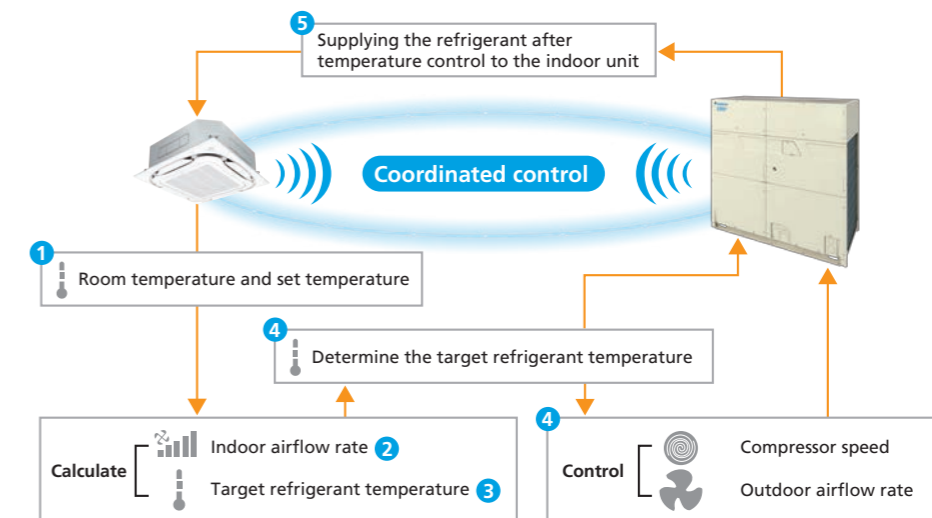 5
Supplying the refrigerant after
temperature control to the indoor unit
Coordinated control
1
Room temperature and set temperature
4
Determine the target refrigerant temperature
Calculate
Indoor airflow rate 2
Target refrigerant temperature 3
4
Control
Compressor speed
Outdoor airflow rate